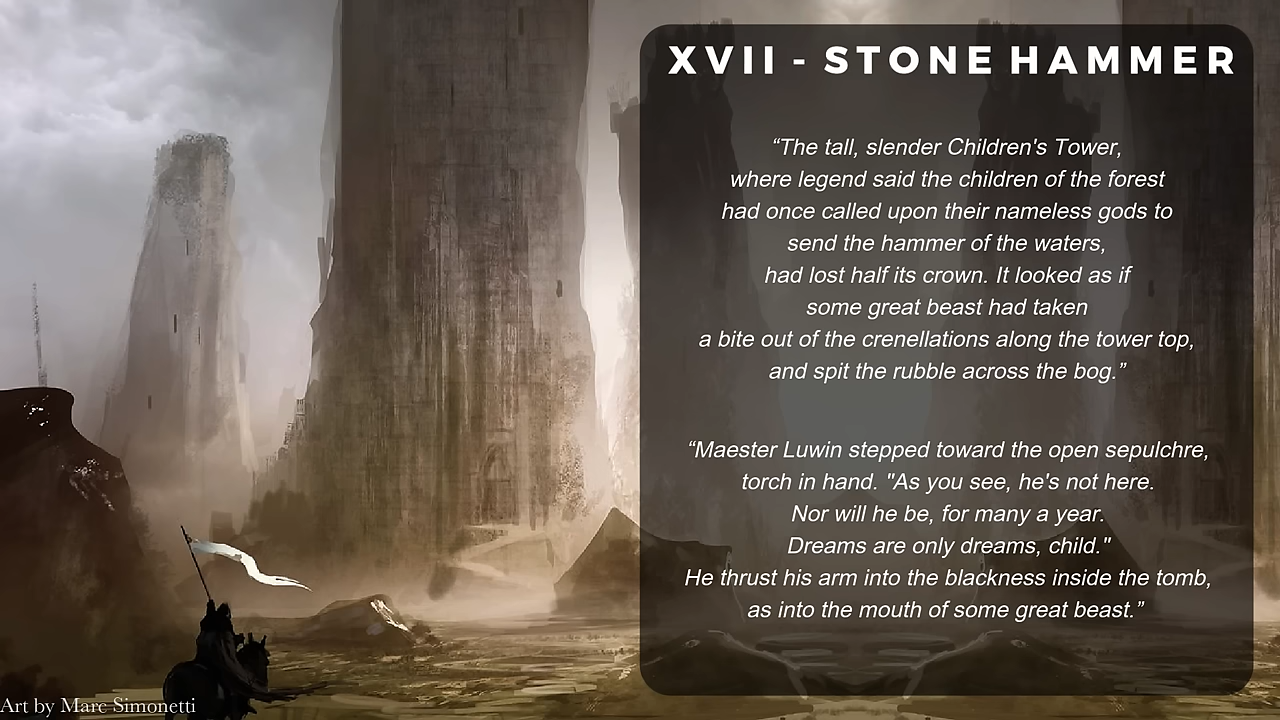 XVII - STONE HAMMER
“The tall, slender Children's Tower,
where legend said the children of the forest
had once called upon their nameless gods to
send the hammer of the waters,
had lost half its crown. It looked as if
some great beast had taken
a bite out of the crenellations along the tower top,
and spit the rubble across the bog.”
“Maester Luwin stepped toward the open sepulchre,
torch in hand. "As you see, he's not here.
Nor will he be, for many a year.
Dreams are only dreams, child."
He thrust his arm into the blackness inside the tomb,
as into the mouth of some great beast.”
Art by Marc Simonetti